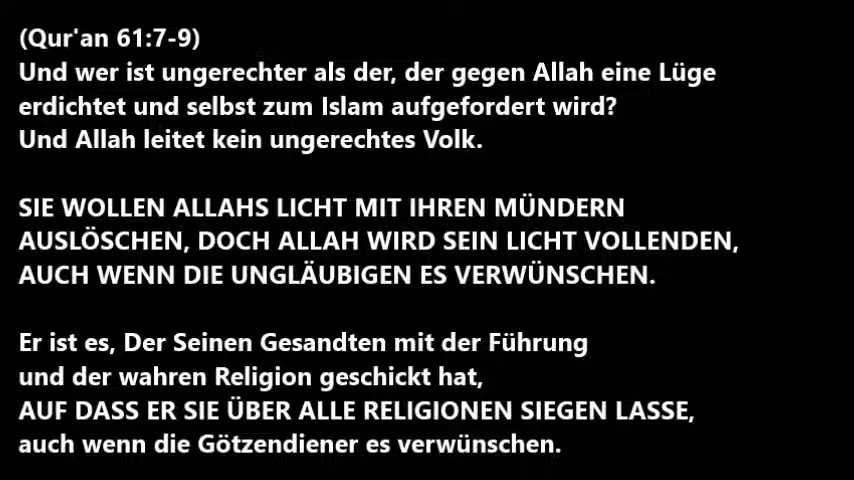 (Qur'an 61:7-9)
Und wer ist ungerechter als der, der gegen Allah eine Lüge
erdichtet und selbst zum Islam aufgefordert wird?
Und Allah leitet kein ungerechtes Volk.
SIE WOLLEN ALLAHS LICHT MIT IHREN MÜNDERN
AUSLÖSCHEN, DOCH ALLAH WIRD SEIN LICHT VOLLENDEN,
AUCH WENN DIE UNGLÄUBIGEN ES VERWÜNSCHEN.
Er ist es, Der Seinen Gesandten mit der Führung
und der wahren Religion geschickt hat,
AUF DASS ER SIE ÜBER ALLE RELIGIONEN SIEGEN LASSE,
auch wenn die Götzendiener es verwünschen.